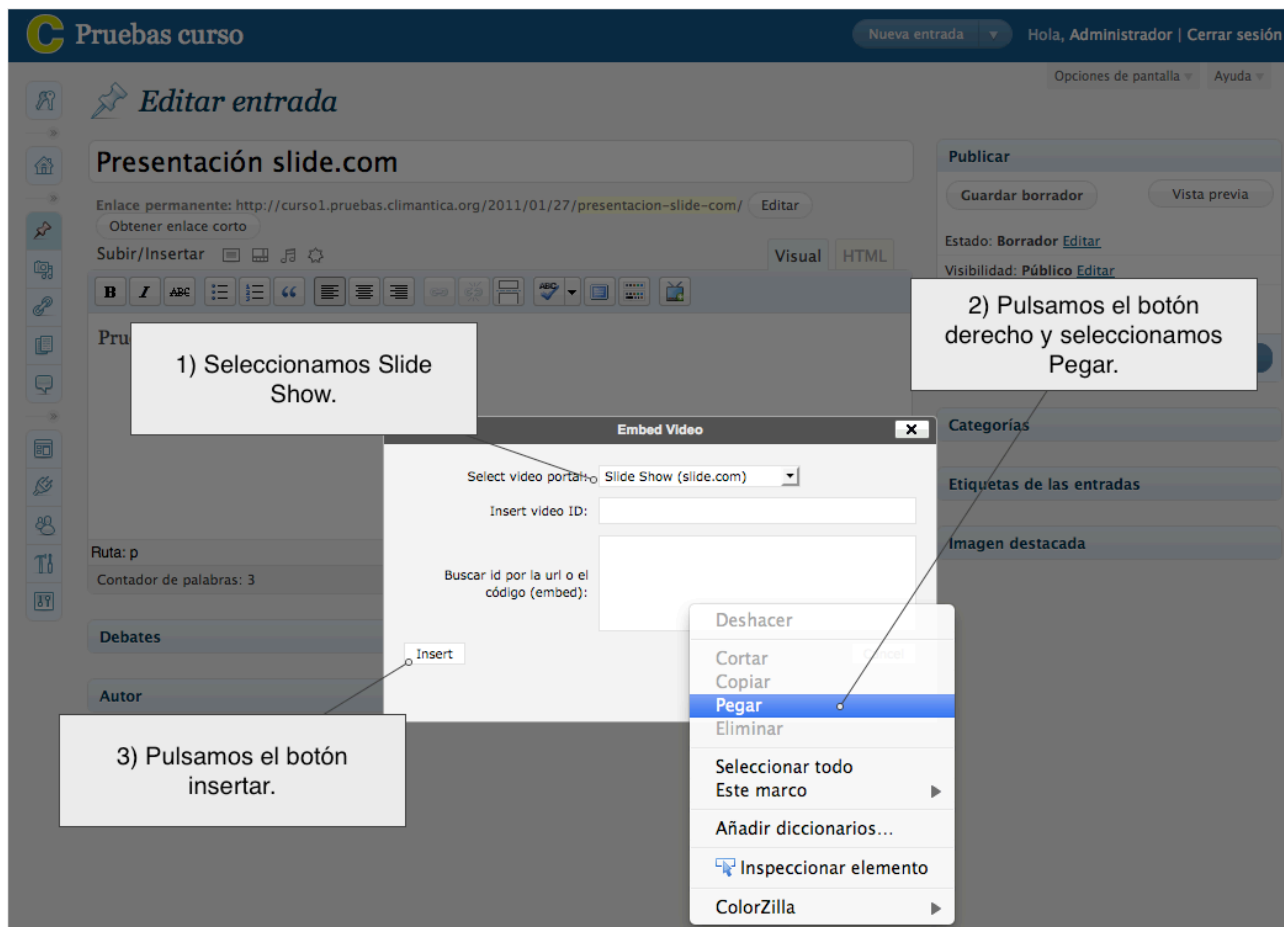 C Pruebas curso
Nueva entrada
Hola, Administrador | Cerrar sesión
Opciones de pantalla
Ayuda
Editar entrada
Presentación slide.com
Enlace permanente: http://curso1.pruebas.climantica.org/2011/01/27/presentacion-slide-com/ Editar
Obtener enlace corto
Subir/Insertar
Visual HTML
B I ABC ABC
Pru
Publicar
Guardar borrador Vista previa
Estado: Borrador Editar
Visibilidad: Público Editar
1) Seleccionamos Slide
Show.
2) Pulsamos el botón
derecho y seleccionamos
Pegar.
Embed Video
Select video portal: Slide Show (slide.com)
Insert video ID:
Buscar id por la url o el
código (embed):
Insert Cancel
Categorías
Etiquetas de las entradas
Imagen destacada
Ruta: p
Contador de palabras: 3
Debates
Autor
3) Pulsamos el botón
insertar.
Deshacer
Cortar
Copiar
Pegar
Eliminar
Seleccionar todo
Este marco
Añadir diccionarios...
Inspeccionar elemento
ColorZilla